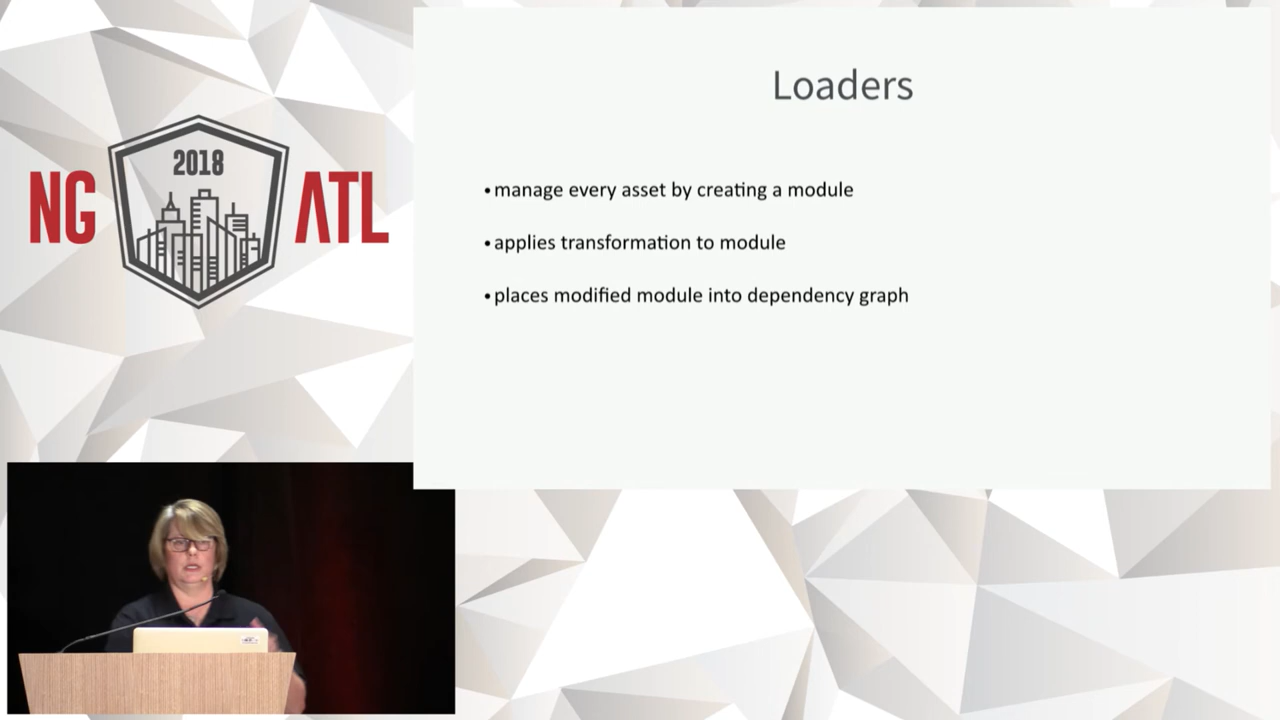 NG
2018
ATL
Loaders
•manage every asset by creating a module
•applies transformation to module
•places modified module into dependency graph